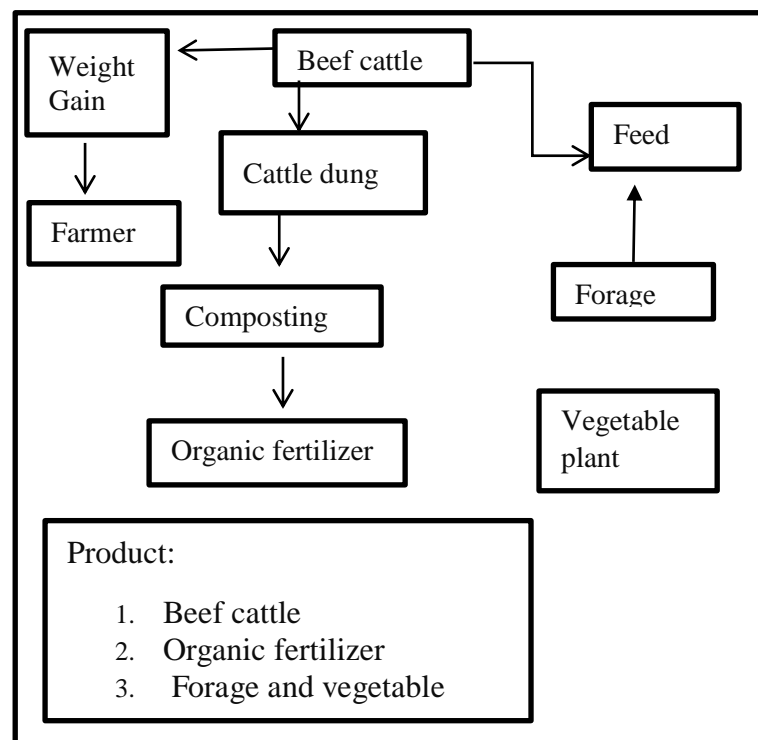 Weight
Gain
Beef cattle
Feed
Cattle dung
Farmer
Forage
Composting
Vegetable
plant
Organic fertilizer
Product:
1. Beef cattle
2. Organic fertilizer
3. Forage and vegetable